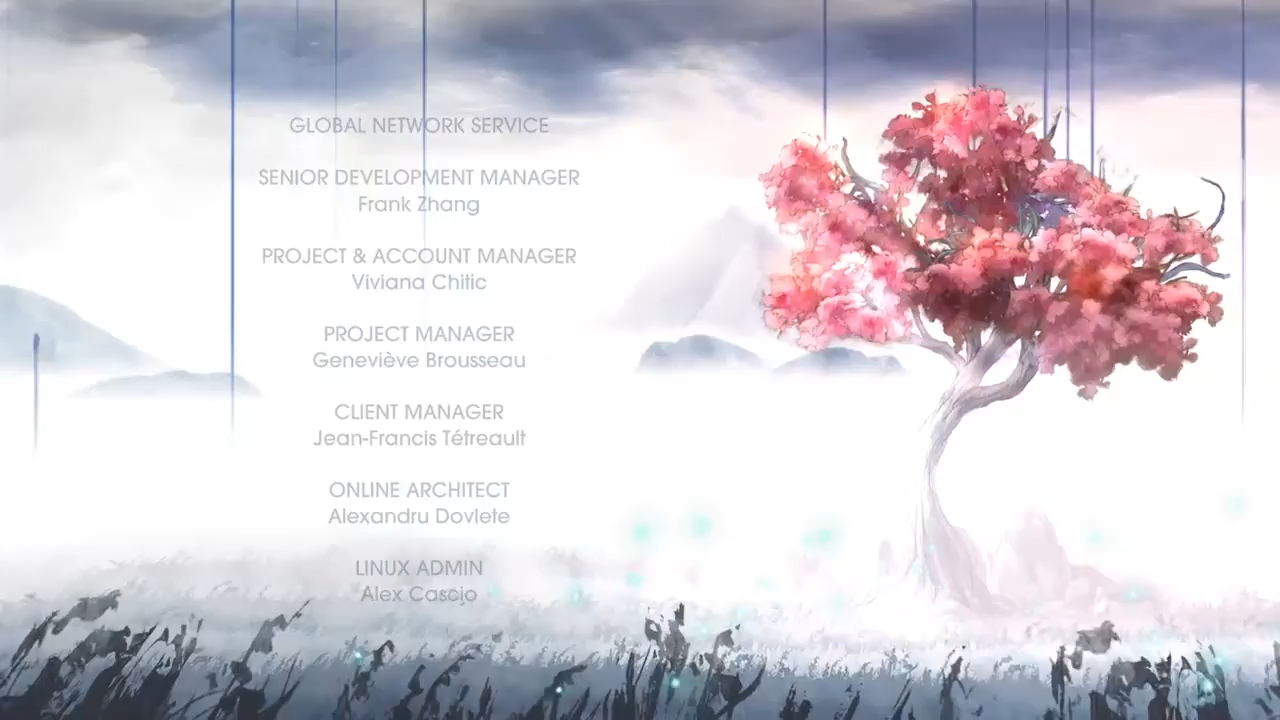 GLOBAL NETWORK SERVICE
SENIOR DEVELOPMENT MANAGER
Frank Zhang
PROJECT & ACCOUNT MANAGER
Viviana Chitic
PROJECT MANAGER
Geneviève Brousseau
CLIENT MANAGER
Jean-Francis Tétreault
ONLINE ARCHITECT
Alexandru Dovlete
LINUX ADMIN
Alex Cascio